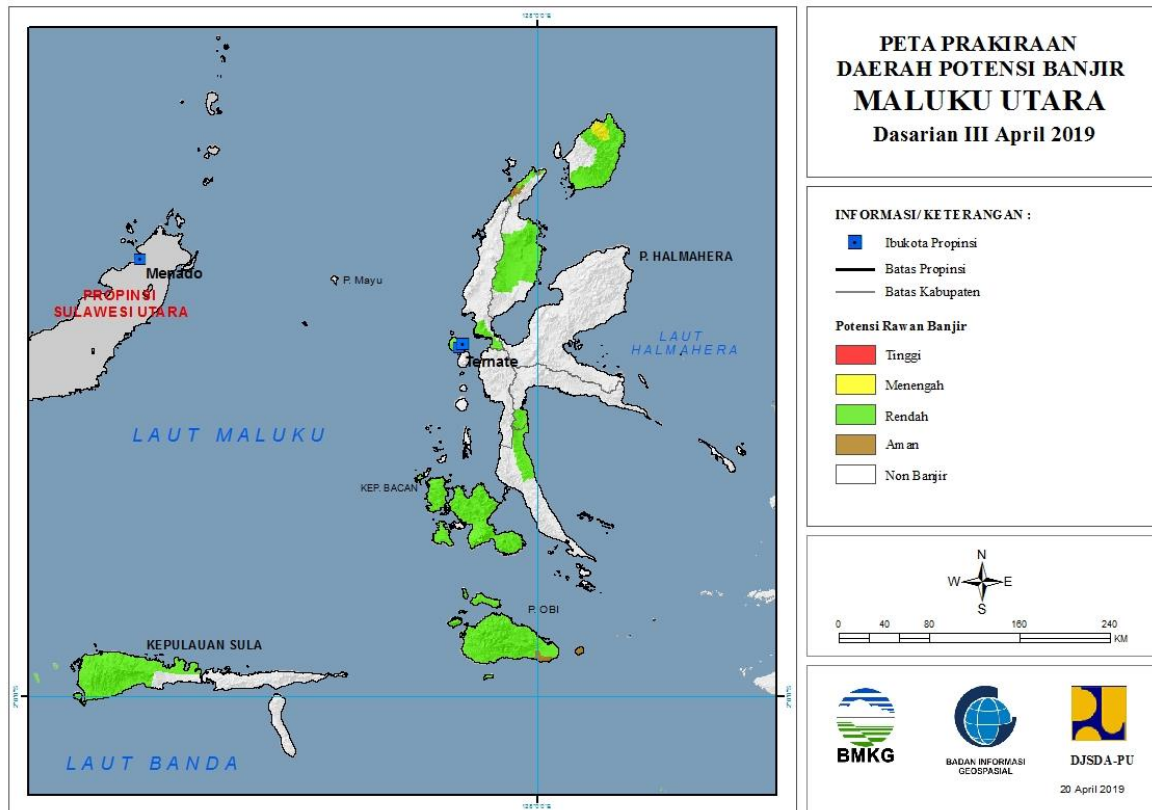 PETA PRAKIRAAN
DAERAH POTENSI BANJIR
MALUKU UTARA
Dasarian III April 2019
INFORMASI/ KETERANGAN :
Ibukota Propinsi
Batas Propinsi
Batas Kabupaten
Potensi Rawan Banjir
Tinggi
Menengah
Rendah
Aman
Non Banjir
N
W E
S
0 40 80 160 240
KM
BMKG
BADAN INFORMASI
GEOSPASIAL
DJSDA-PU
20 April 2019
Menado
PROPINSI
SULAWESI UTARA
P. Mayu
P. HALMAHERA
LAUT
HALMAHERA
Ternate
LAUT MALUKU
KEP. BACAN
P. OBI
KEPULAUAN SULA
LAUT BANDA